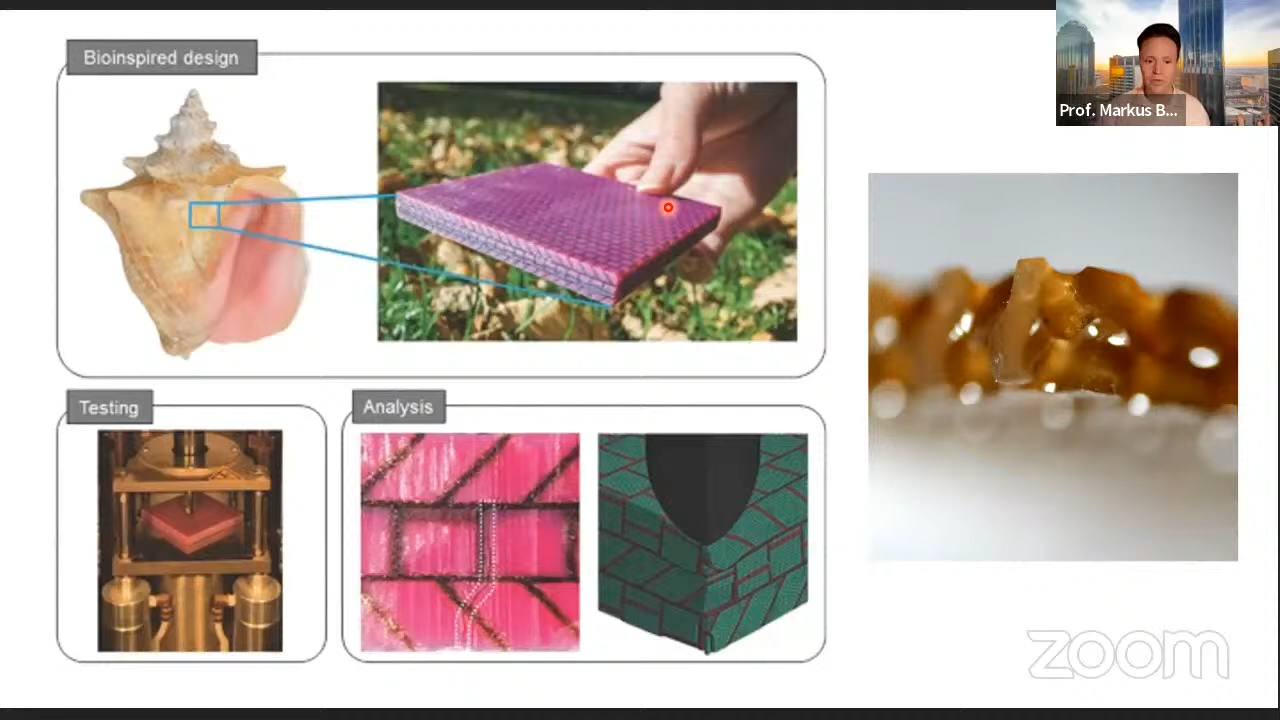 Bioinspired design
Prof. Markus B...
Testing
Analysis
zoom